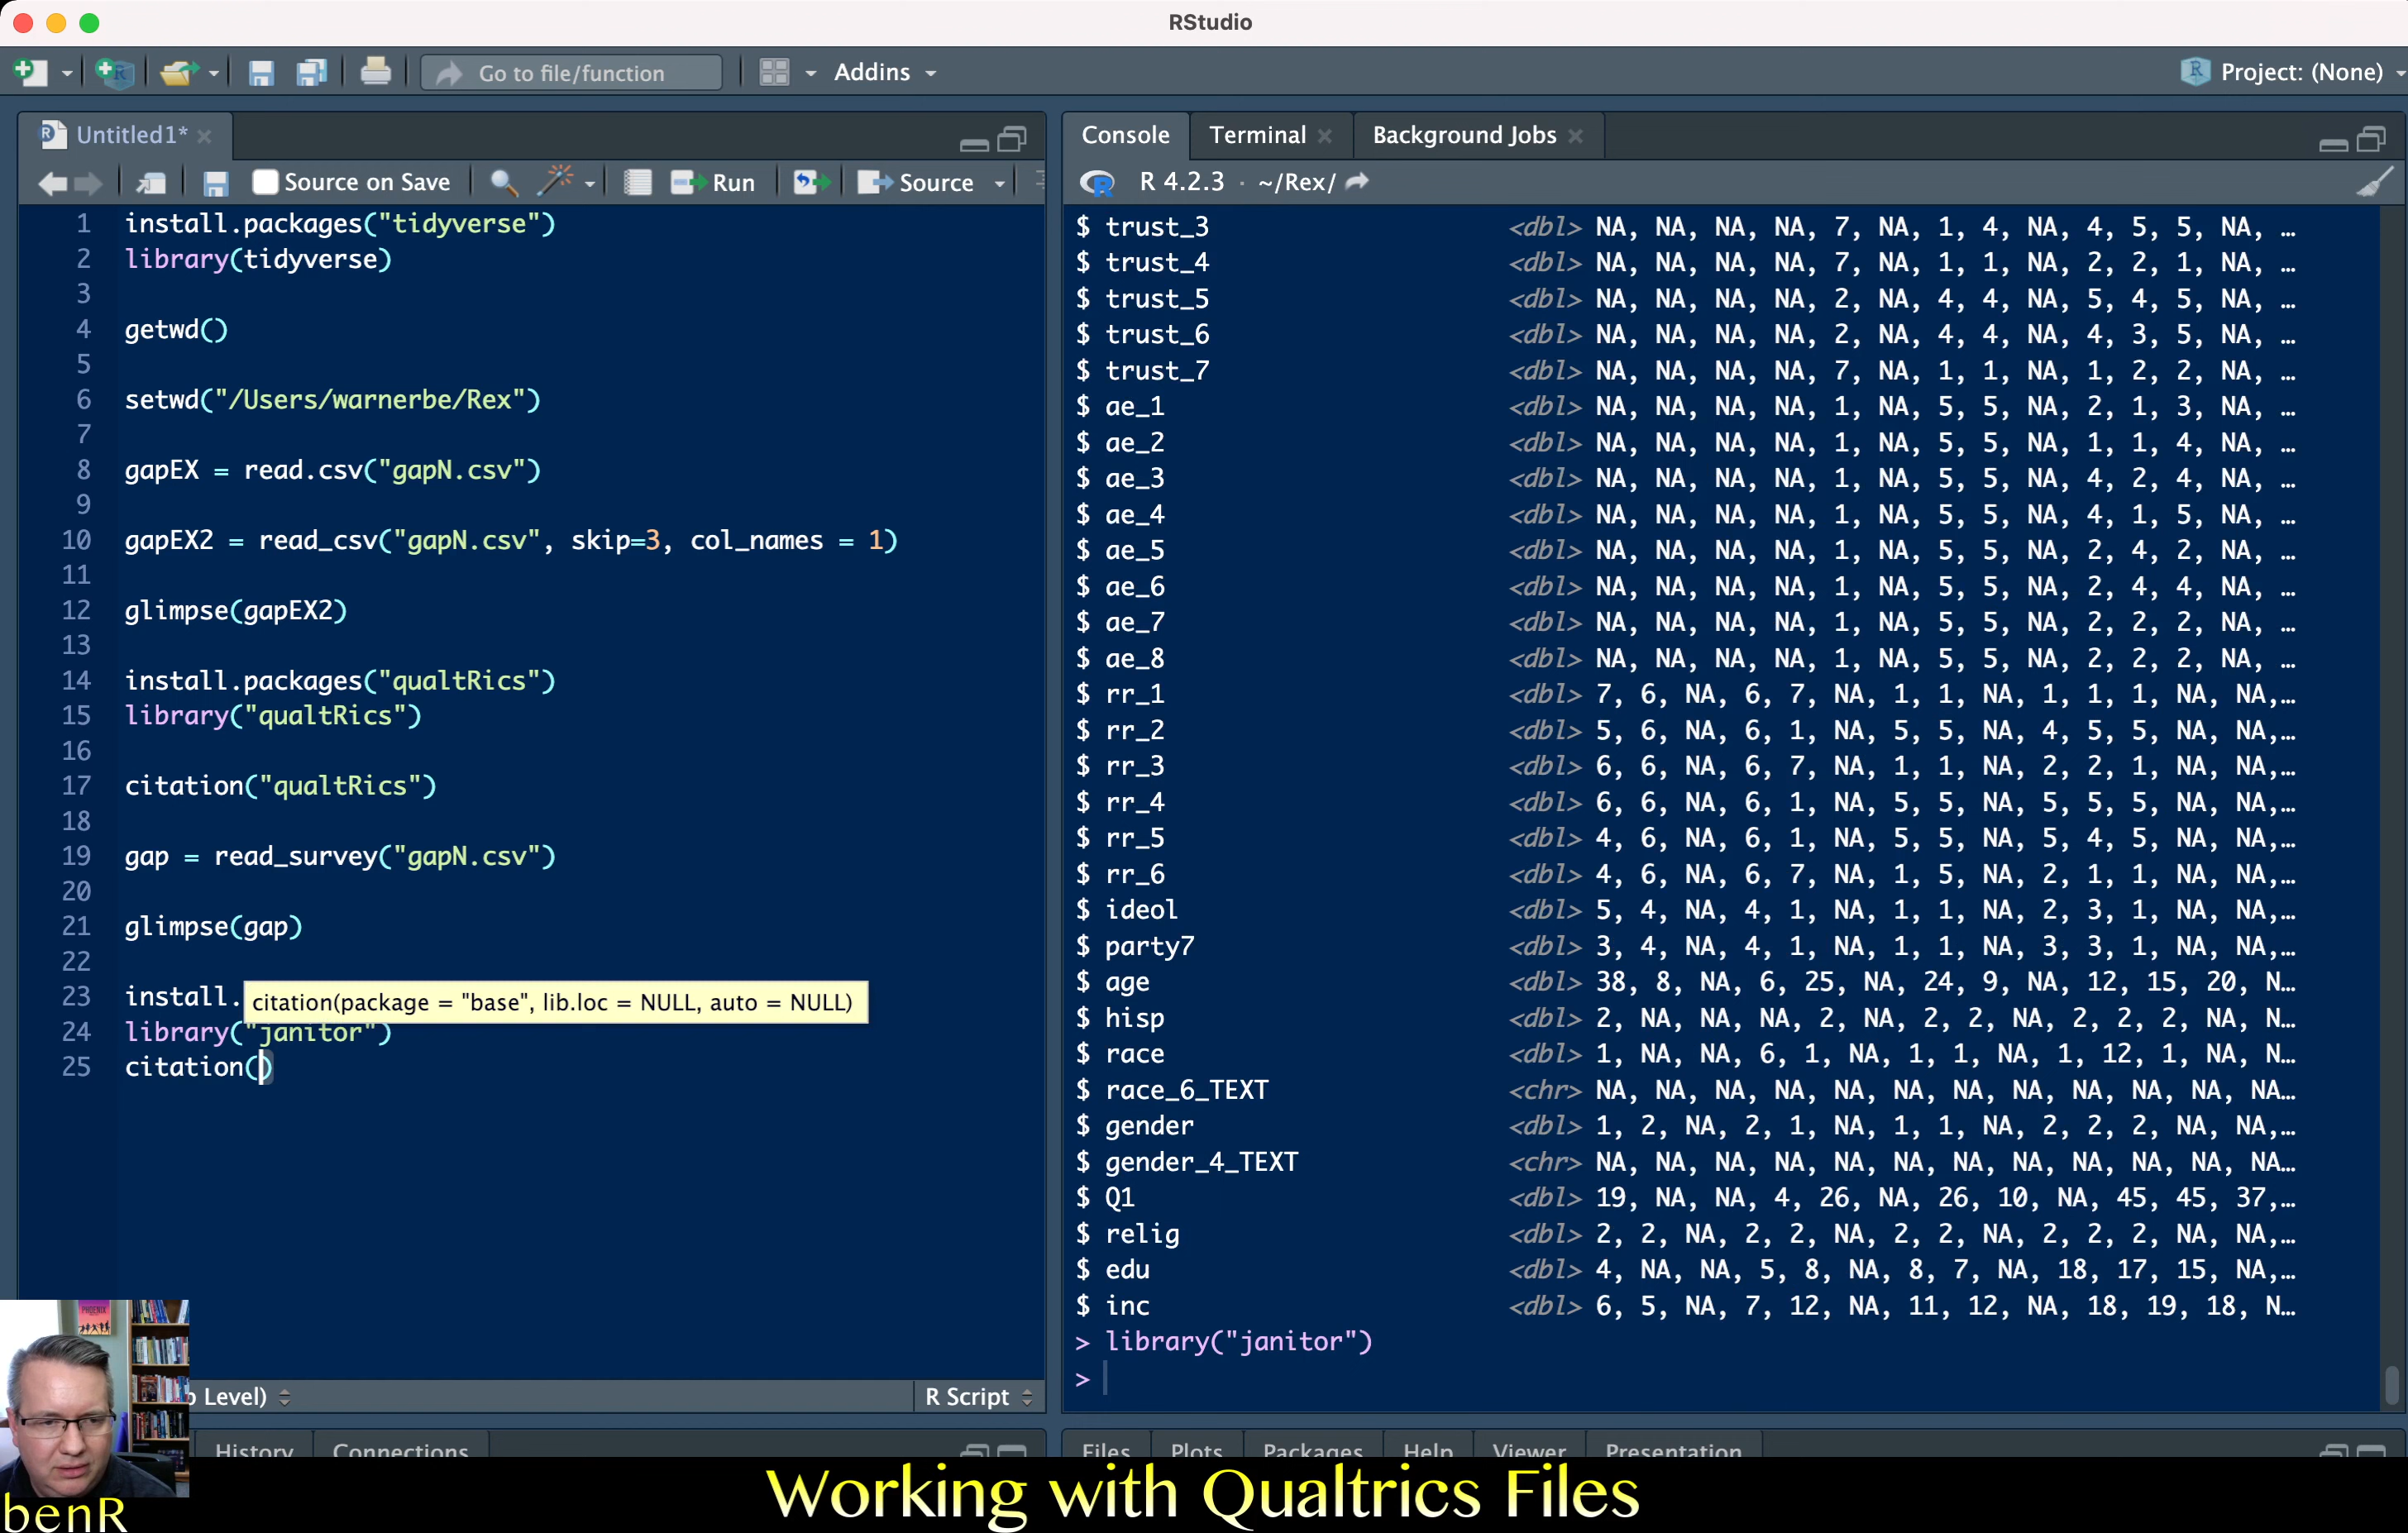 RStudio
Go to file/function
Addins
Project: (None)
Untitled1*
Source on Save
Run
Source
1 install.packages("tidyverse")
2 library(tidyverse)
3
4 getwd()
5
6 setwd("/Users/warnerbe/Rex")
7
8 gapEX = read.csv("gapN.csv")
9
10 gapEX2 = read_csv("gapN.csv", skip=3, col_names = 1)
11
12 glimpse(gapEX2)
13
14 install.packages("qualtRics")
15 library("qualtRics")
16
17 citation("qualtRics")
18
19 gap = read_survey("gapN.csv")
20
21 glimpse(gap)
22
23 install.
citation(package = "base", lib.loc = NULL, auto = NULL)
24 library("janitor")
25 citation()
p Level)
R Script
History
Connections
Console
Terminal
Background Jobs
R 4.2.3 · ~/Rex/
$ trust_3 <dbl> NA, NA, NA, NA, 7, NA, 1, 4, NA, 4, 5, 5, NA, …
$ trust_4 <dbl> NA, NA, NA, NA, 7, NA, 1, 1, NA, 2, 2, 1, NA, …
$ trust_5 <dbl> NA, NA, NA, NA, 2, NA, 4, 4, NA, 5, 4, 5, NA, …
$ trust_6 <dbl> NA, NA, NA, NA, 2, NA, 4, 4, NA, 4, 3, 5, NA, …
$ trust_7 <dbl> NA, NA, NA, NA, 7, NA, 1, 1, NA, 1, 2, 2, NA, …
$ ae_1 <dbl> NA, NA, NA, NA, 1, NA, 5, 5, NA, 2, 1, 3, NA, …
$ ae_2 <dbl> NA, NA, NA, NA, 1, NA, 5, 5, NA, 1, 1, 4, NA, …
$ ae_3 <dbl> NA, NA, NA, NA, 1, NA, 5, 5, NA, 4, 2, 4, NA, …
$ ae_4 <dbl> NA, NA, NA, NA, 1, NA, 5, 5, NA, 4, 1, 5, NA, …
$ ae_5 <dbl> NA, NA, NA, NA, 1, NA, 5, 5, NA, 2, 4, 2, NA, …
$ ae_6 <dbl> NA, NA, NA, NA, 1, NA, 5, 5, NA, 2, 4, 4, NA, …
$ ae_7 <dbl> NA, NA, NA, NA, 1, NA, 5, 5, NA, 2, 2, 2, NA, …
$ ae_8 <dbl> NA, NA, NA, NA, 1, NA, 5, 5, NA, 2, 2, 2, NA, …
$ rr_1 <dbl> 7, 6, NA, 6, 7, NA, 1, 1, NA, 1, 1, 1, NA, NA,…
$ rr_2 <dbl> 5, 6, NA, 6, 1, NA, 5, 5, NA, 4, 5, 5, NA, NA,…
$ rr_3 <dbl> 6, 6, NA, 6, 7, NA, 1, 1, NA, 2, 2, 1, NA, NA,…
$ rr_4 <dbl> 6, 6, NA, 6, 1, NA, 5, 5, NA, 5, 5, 5, NA, NA,…
$ rr_5 <dbl> 4, 6, NA, 6, 1, NA, 5, 5, NA, 5, 4, 5, NA, NA,…
$ rr_6 <dbl> 4, 6, NA, 6, 7, NA, 1, 5, NA, 2, 1, 1, NA, NA,…
$ ideol <dbl> 5, 4, NA, 4, 1, NA, 1, 1, NA, 2, 3, 1, NA, NA,…
$ party7 <dbl> 3, 4, NA, 4, 1, NA, 1, 1, NA, 3, 3, 1, NA, NA,…
$ age <dbl> 38, 8, NA, 6, 25, NA, 24, 9, NA, 12, 15, 20, N…
$ hisp <dbl> 2, NA, NA, NA, 2, NA, 2, 2, NA, 2, 2, 2, NA, N…
$ race <dbl> 1, NA, NA, 6, 1, NA, 1, 1, NA, 1, 12, 1, NA, N…
$ race_6_TEXT <chr> NA, NA, NA, NA, NA, NA, NA, NA, NA, NA, NA, NA…
$ gender <dbl> 1, 2, NA, 2, 1, NA, 1, 1, NA, 2, 2, 2, NA, NA,…
$ gender_4_TEXT <chr> NA, NA, NA, NA, NA, NA, NA, NA, NA, NA, NA, NA…
$ Q1 <dbl> 19, NA, NA, 4, 26, NA, 26, 10, NA, 45, 45, 37,…
$ relig <dbl> 2, 2, NA, 2, 2, NA, 2, 2, NA, 2, 2, 2, NA, NA,…
$ edu <dbl> 4, NA, NA, 5, 8, NA, 8, 7, NA, 18, 17, 15, NA,…
$ inc <dbl> 6, 5, NA, 7, 12, NA, 11, 12, NA, 18, 19, 18, N…
> library("janitor")
>
Files
Plots
Packages
Help
Viewer
Presentation
PHOENIX
benR
Working with Qualtrics Files